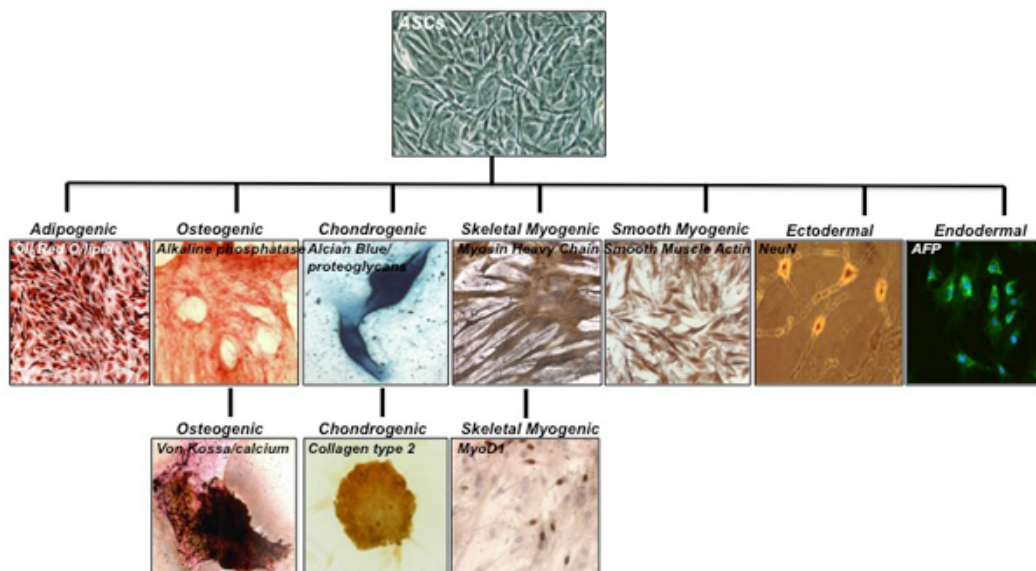 ASCs
Adipogenic
Osteogenic
Chondrogenic
Skeletal Myogenic
Smooth Myogenic
Ectodermal
Endodermal
Oil Red O/lipid
Alkaline phosphatase
Alcian Blue/
proteoglycans
Myosin Heavy Chain
Smooth Muscle Actin
NeuN
AFP
Osteogenic
Chondrogenic
Skeletal Myogenic
Von Kossa/calcium
Collagen type 2
MyoD1